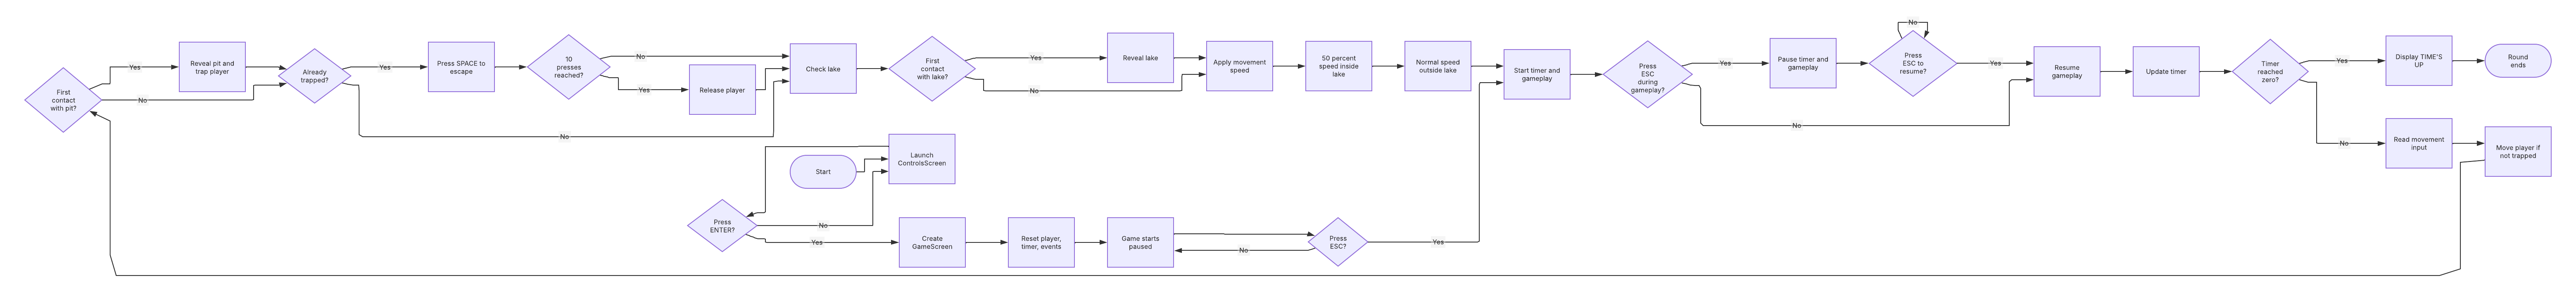 First
contact
with pit?
Yes
No
Reveal pit and
trap player
Already
trapped?
Yes
No
Press SPACE to
escape
10
presses
reached?
No
Yes
Release player
Check lake
First
contact
with lake?
Yes
No
Reveal lake
Apply movement
speed
50 percent
speed inside
lake
Normal speed
outside lake
Start timer and
gameplay
Press
ESC
during
gameplay?
Yes
No
Pause timer and
gameplay
No
Press
ESC to
resume?
Yes
Resume
gameplay
Update timer
Timer
reached
zero?
Yes
No
Display TIME'S
UP
Round
ends
Read movement
input
Move player if
not trapped
Start
Launch
ControlsScreen
Press
ENTER?
No
Yes
Create
GameScreen
Reset player,
timer, events
Game starts
paused
No
Press
ESC?
Yes